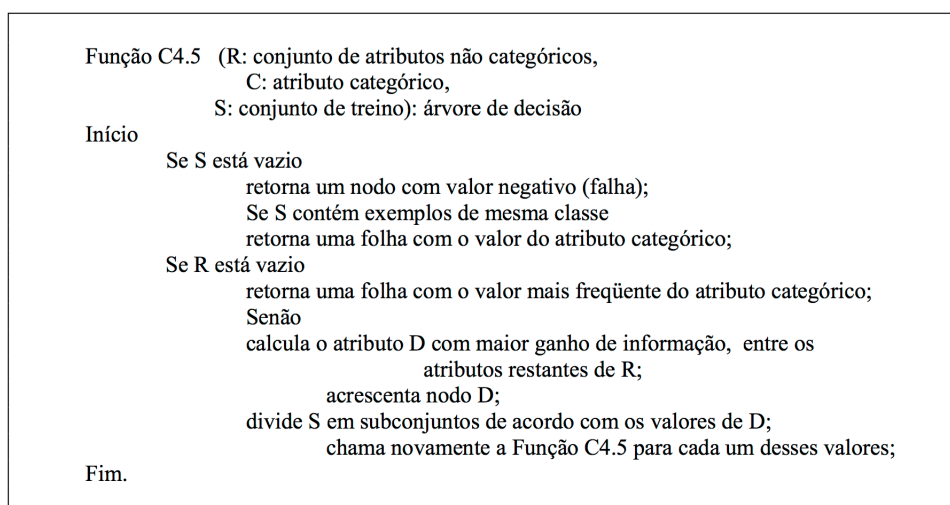 Função C4.5 (R: conjunto de atributos não categóricos,
C: atributo categórico,
S: conjunto de treino): árvore de decisão
Início
Se S está vazio
retorna um nodo com valor negativo (falha);
Se S contém exemplos de mesma classe
retorna uma folha com o valor do atributo categórico;
Se R está vazio
retorna uma folha com o valor mais freqüente do atributo categórico;
Senão
calcula o atributo D com maior ganho de informação, entre os
atributos restantes de R;
acrescenta nodo D;
divide S em subconjuntos de acordo com os valores de D;
chama novamente a Função C4.5 para cada um desses valores;
Fim.